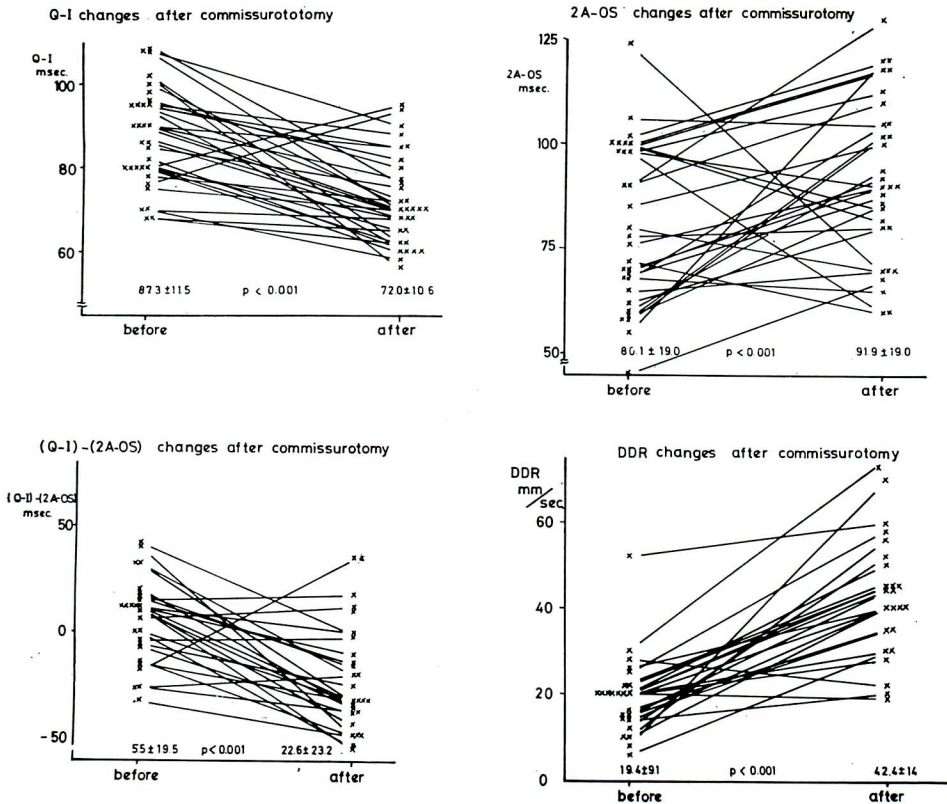 Q-I changes after commissurototomy
Q-I
msec.
100
80
60
87.3 ±11.5 p < 0.001 72.0±10.6
before after
2A-OS changes after commissurotomy
125
2A-OS
msec.
100
75
50
80.1 ± 19.0 p < 0.001 91.9 ±19.0
before after
(Q-I)-(2A-OS) changes after commissurotomy
(Q-I)-(2A-OS)
msec.
50
0
-50
5.5±19.5 p<0.001 22.6±23.2
before after
DDR changes after commissurotomy
DDR
mm/sec
60
40
20
0
19.4±9.1 p < 0.001 42.4±14
before after